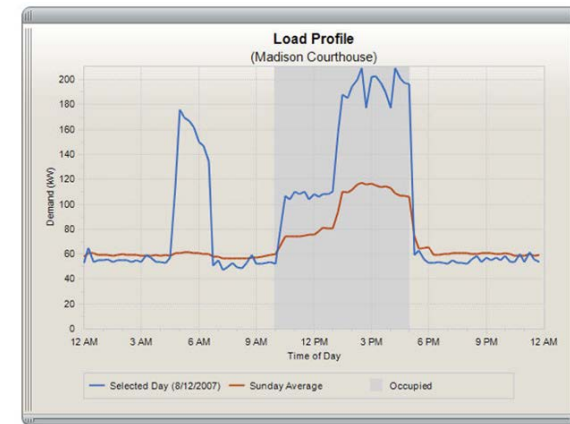 Load Profile
(Madison Courthouse)
Demand (kW)
200
180
160
140
120
100
80
60
40
20
0
12 AM 3 AM 6 AM 9 AM 12 PM 3 PM 6 PM 9 PM 12 AM
Time of Day
Selected Day (8/12/2007) Sunday Average Occupied